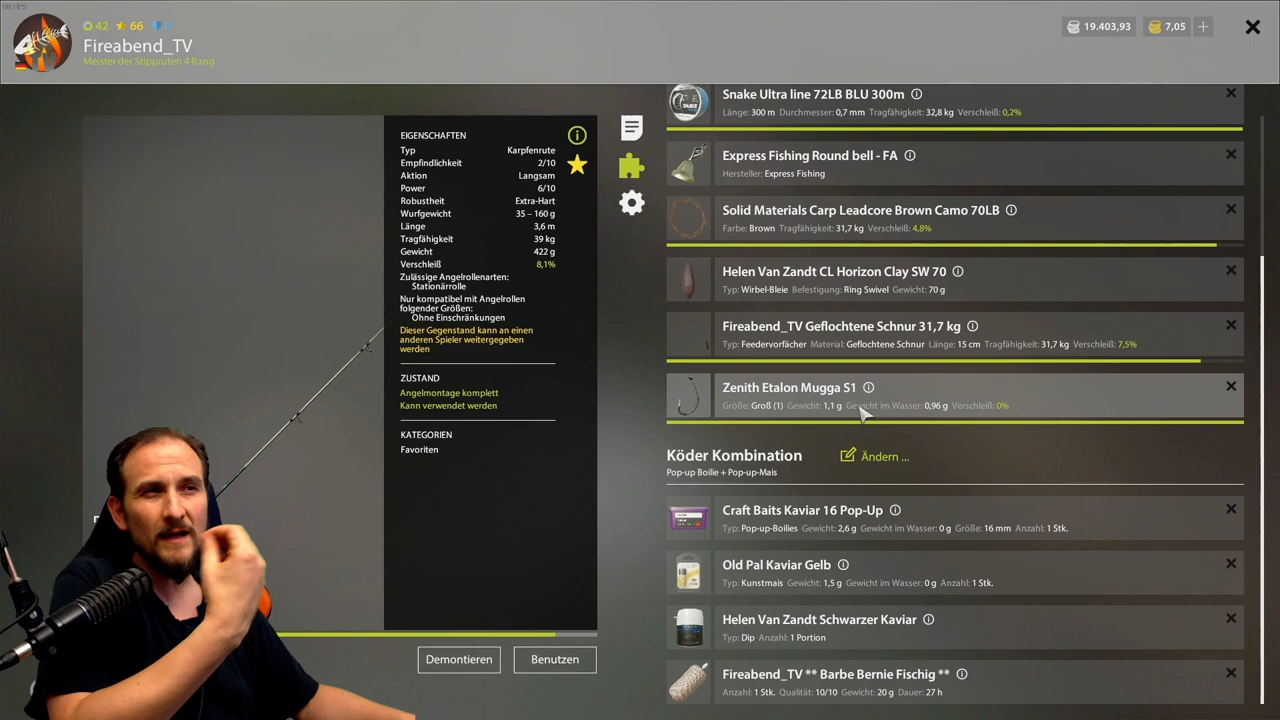 42 66 0
Fireabend_TV
Meister der Stippruten 4 Rang
19.403,93
7,05
EIGENSCHAFTEN
Typ Karpfenrute
Empfindlichkeit 2/10
Aktion Langsam
Power 6/10
Robustheit Extra-Hart
Wurfgewicht 35 – 160 g
Länge 3,6 m
Tragfähigkeit 39 kg
Gewicht 422 g
Verschleiß 8,1%
Zulässige Angelrollenarten:
Stationärrolle
Nur kompatibel mit Angelrollen
folgender Größen:
Ohne Einschränkungen
Dieser Gegenstand kann an einen
anderen Spieler weitergegeben
werden
ZUSTAND
Angelmontage komplett
Kann verwendet werden
KATEGORIEN
Favoriten
Demontieren
Benutzen
Snake Ultra line 72LB BLU 300m
Länge: 300 m Durchmesser: 0,7 mm Tragfähigkeit: 32,8 kg Verschleiß: 0,2%
Express Fishing Round bell - FA
Hersteller: Express Fishing
Solid Materials Carp Leadcore Brown Camo 70LB
Farbe: Brown Tragfähigkeit: 31,7 kg Verschleiß: 4,8%
Helen Van Zandt CL Horizon Clay SW 70
Typ: Wirbel-Bleie Befestigung: Ring Swivel Gewicht: 70 g
Fireabend_TV Geflochtene Schnur 31,7 kg
Typ: Feedervorfächer Material: Geflochtene Schnur Länge: 15 cm Tragfähigkeit: 31,7 kg Verschleiß: 7,5%
Zenith Etalon Mugga S1
Größe: Groß (1) Gewicht: 1,1 g Gewicht im Wasser: 0,96 g Verschleiß: 0%
Köder Kombination
Ändern ...
Pop-up Boilie + Pop-up-Mais
Craft Baits Kaviar 16 Pop-Up
Typ: Pop-up-Boilies Gewicht: 2,6 g Gewicht im Wasser: 0 g Größe: 16 mm Anzahl: 1 Stk.
Old Pal Kaviar Gelb
Typ: Kunstmais Gewicht: 1,5 g Gewicht im Wasser: 0 g Anzahl: 1 Stk.
Helen Van Zandt Schwarzer Kaviar
Typ: Dip Anzahl: 1 Portion
Fireabend_TV ** Barbe Bernie Fischig **
Anzahl: 1 Stk. Qualität: 10/10 Gewicht: 20 g Dauer: 27 h